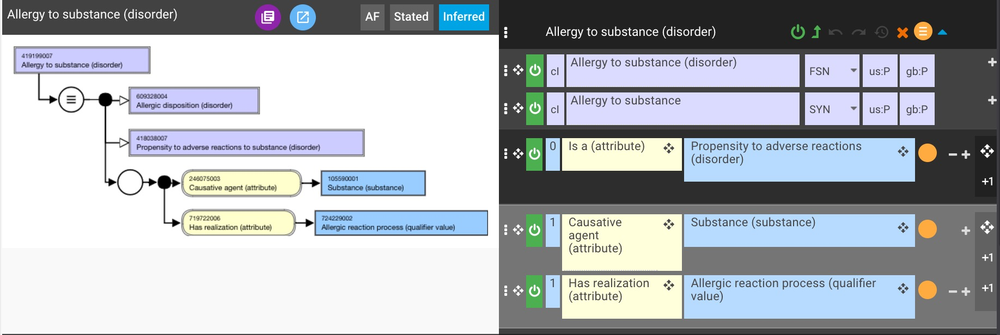 Allergy to substance (disorder)
AF
Stated
Inferred
419199007
Allergy to substance (disorder)
609328004
Allergic disposition (disorder)
418038007
Propensity to adverse reactions to substance (disorder)
246075003
Causative agent (attribute)
105590001
Substance (substance)
719722006
Has realization (attribute)
724229002
Allergic reaction process (qualifier value)
Allergy to substance (disorder)
cI
Allergy to substance (disorder)
FSN
us:P
gb:P
cI
Allergy to substance
SYN
us:P
gb:P
0
Is a (attribute)
Propensity to adverse reactions
(disorder)
+1
1
Causative
agent
(attribute)
Substance (substance)
+1
1
Has realization
(attribute)
Allergic reaction process (qualifier
value)
+1